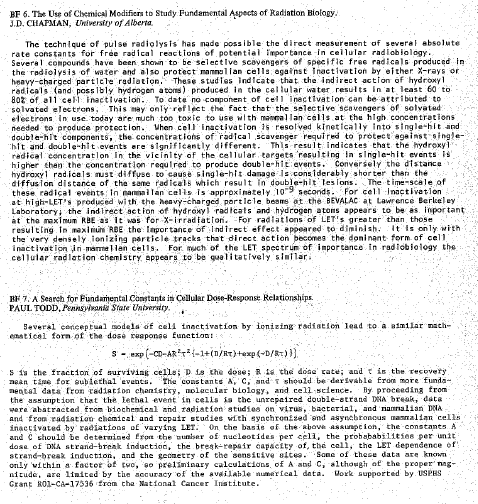 BF 6. The Use of Chemical Modifiers to Study Fundamental Aspects of Radiation Biology.
J.D. CHAPMAN, University of Alberta.
The technique of pulse radiolysis has made possible the direct measurement of several absolute
rate constants for free radical reactions of potential importance in cellular radiobiology.
Several compounds have been shown to be selective scavengers of specific free radicals produced in
the radiolysis of water and also protect mammalian cells against inactivation by either X-rays or
heavy-charged particle radiation. These studies indicate that the indirect action of hydroxyl
radicals (and possibly hydrogen atoms) produced in the cellular water results in at least 60 to
80% of all cell inactivation. To date no component of cell inactivation can be attributed to
solvated electrons. This may only reflect the fact that the selective scavengers of solvated
electrons in use today are much too toxic to use with mammalian cells at the high concentrations
needed to produce protection. When cell inactivation is resolved kinetically into single-hit and
double-hit components, the concentrations of radical scavenger required to protect against single-
hit and double-hit events are significantly different. This result indicates that the hydroxyl
radical concentration in the vicinity of the cellular targets resulting in single-hit events is
higher than the concentration required to produce double-hit events. Conversely the distance
hydroxyl radicals must diffuse to cause single-hit damage is considerably shorter than the
diffusion distance of the same radicals which result in double-hit lesions. The time-scale of
these radical events in mammalian cells is approximately 10⁻⁹ seconds. For cell inactivation
at high-LET's produced with the heavy-charged particle beams at the BEVALAC at Lawrence Berkeley
Laboratory, the indirect action of hydroxyl radicals and hydrogen atoms appears to be as important
at the maximum RBE as it was for X-irradiation. For radiations of LET's greater than those
resulting in maximum RBE the importance of indirect effect appeared to diminish. It is only with
the very densely ionizing particle tracks that direct action becomes the dominant form of cell
inactivation in mammalian cells. For much of the LET spectrum of importance in radiobiology the
cellular radiation chemistry appears to be qualitatively similar.
BF 7. A Search for Fundamental Constants in Cellular Dose-Response Relationships.
PAUL TODD, Pennsylvania State University.
Several conceptual models of cell inactivation by ionizing radiation lead to a similar math-
ematical form of the dose response function:
S = exp[-CD-AR²τ²{-1+(D/Rτ)+exp(-D/Rτ)}]
S is the fraction of surviving cells; D is the dose; R is the dose rate; and τ is the recovery
mean time for sublethal events. The constants A, C, and τ should be derivable from more funda-
mental data from radiation chemistry, molecular biology, and cell science. By proceeding from
the assumption that the lethal event in cells is the unrepaired double-strand DNA break, data
were abstracted from biochemical and radiation studies on virus, bacterial, and mammalian DNA
and from radiation chemical and repair studies with synchronized and asynchronous mammalian cells
inactivated by radiations of varying LET. On the basis of the above assumption, the constants A
and C should be determined from the number of nucleotides per cell, the probabilities per unit
dose of DNA strand-break induction, the break-repair capacity of the cell, the LET dependence of
strand-break induction, and the geometry of the sensitive sites. Some of these data are known
only within a factor of two, so preliminary calculations of A and C, although of the proper mag-
nitude, are limited by the accuracy of the available numerical data. Work supported by USPHS
Grant R01-CA-17536 from the National Cancer Institute.